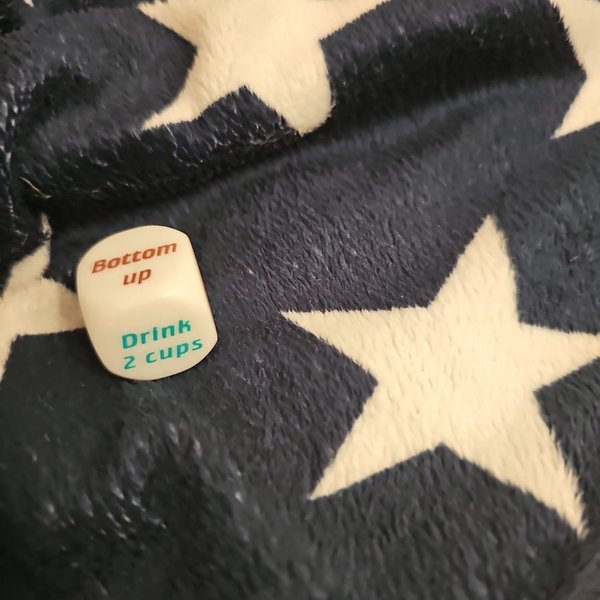 Bottom
up
Drink
2 cups